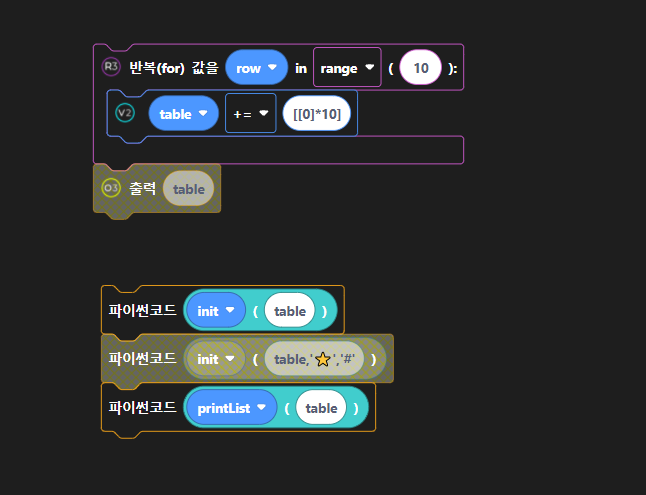 R3 반복(for) 값을 row in range ( 10 ):
V2 table += [[0]*10]
O3 출력 table
파이썬코드 init ( table )
파이썬코드 init ( table,'⭐','#' )
파이썬코드 printList ( table )